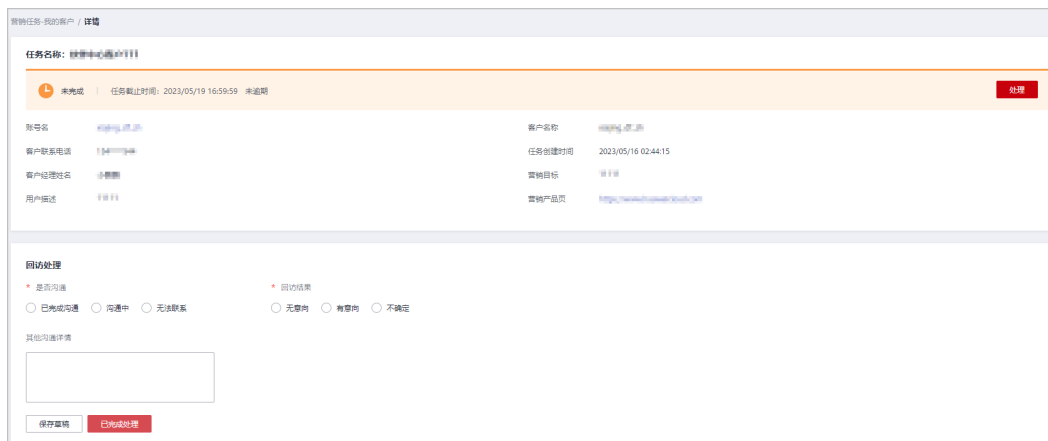 营销任务-我的客户 / 详情
任务名称：
未完成 任务截止时间：2023/05/19 16:59:59 未逾期 处理
账号名 客户名称
客户联系电话 任务创建时间 2023/05/16 02:44:15
客户经理姓名 营销目标
用户描述 营销产品页
回访处理
* 是否沟通 * 回访结果
已完成沟通 沟通中 无法联系 无意向 有意向 不确定
其他沟通详情
保存草稿 已完成处理